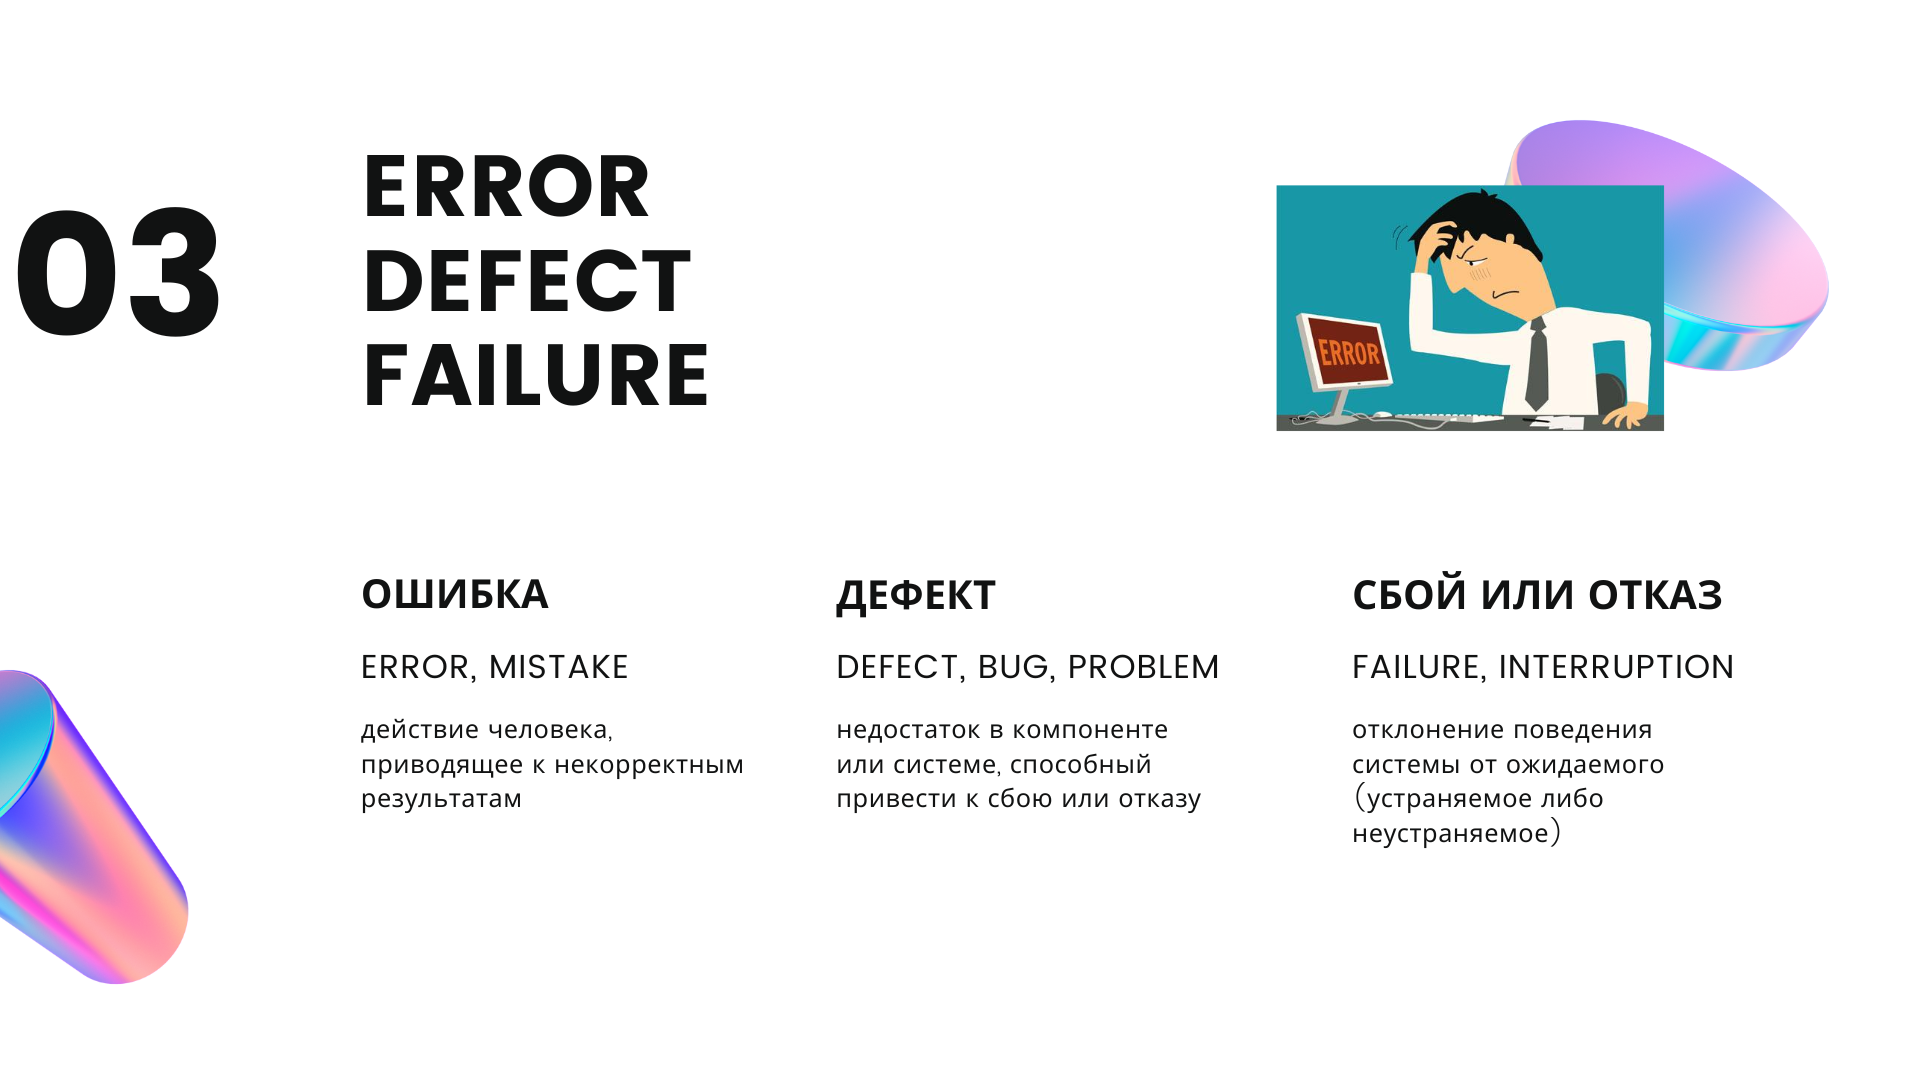 03
ERROR
DEFECT
FAILURE
ERROR
ОШИБКА
ERROR, MISTAKE
действие человека,
приводящее к некорректным
результатам
ДЕФЕКТ
DEFECT, BUG, PROBLEM
недостаток в компоненте
или системе, способный
привести к сбою или отказу
СБОЙ ИЛИ ОТКАЗ
FAILURE, INTERRUPTION
отклонение поведения
системы от ожидаемого
(устраняемое либо
неустраняемое)